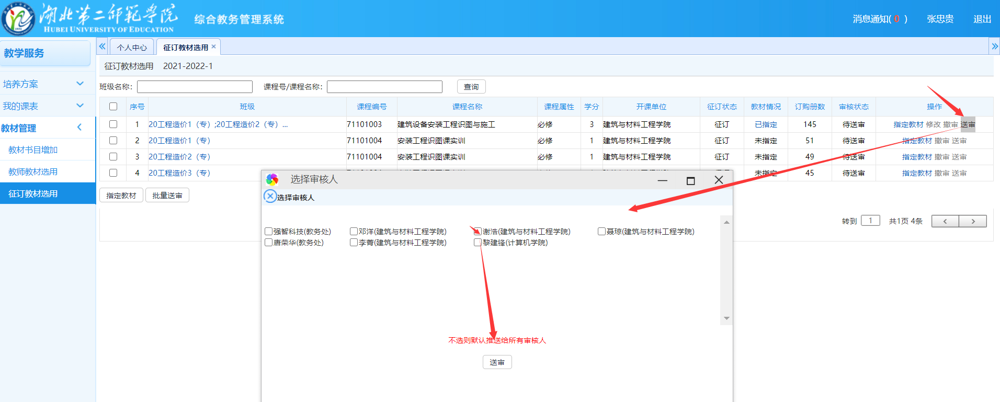 湖北第二师范学院
HUBEI UNIVERSITY OF EDUCATION
综合教务管理系统
消息通知( 0 ) 张忠贵 退出
教学服务
培养方案
我的课表
教材管理
教材书目增加
教师教材选用
征订教材选用
个人中心 征订教材选用
征订教材选用 2021-2022-1
班级名称: 课程号/课程名称: 查询
序号 班级 课程编号 课程名称 课程属性 学分 开课单位 征订状态 教材情况 订购册数 审核状态 操作
1 20工程造价1（专）;20工程造价2（专）... 71101003 建筑设备安装工程识图与施工 必修 3 建筑与材料工程学院 征订 已指定 145 待送审 指定教材 修改 撤审 送审
2 20工程造价1（专） 71101004 安装工程识图课实训 必修 1 建筑与材料工程学院 征订 未指定 51 待送审 指定教材 撤审 送审
3 20工程造价2（专） 71101004 安装工程识图课实训 必修 1 建筑与材料工程学院 征订 未指定 49 待送审 指定教材 撤审 送审
4 20工程造价3（专） 未指定 45 待送审 指定教材 撤审 送审
指定教材 批量送审
转到 1 共1页 4条
选择审核人
选择审核人
强智科技(教务处) 邓洋(建筑与材料工程学院) 谢浩(建筑与材料工程学院) 聂琼(建筑与材料工程学院)
唐荣华(教务处) 李菁(建筑与材料工程学院) 黎建锋(计算机学院)
不选则默认推送给所有审核人
送审